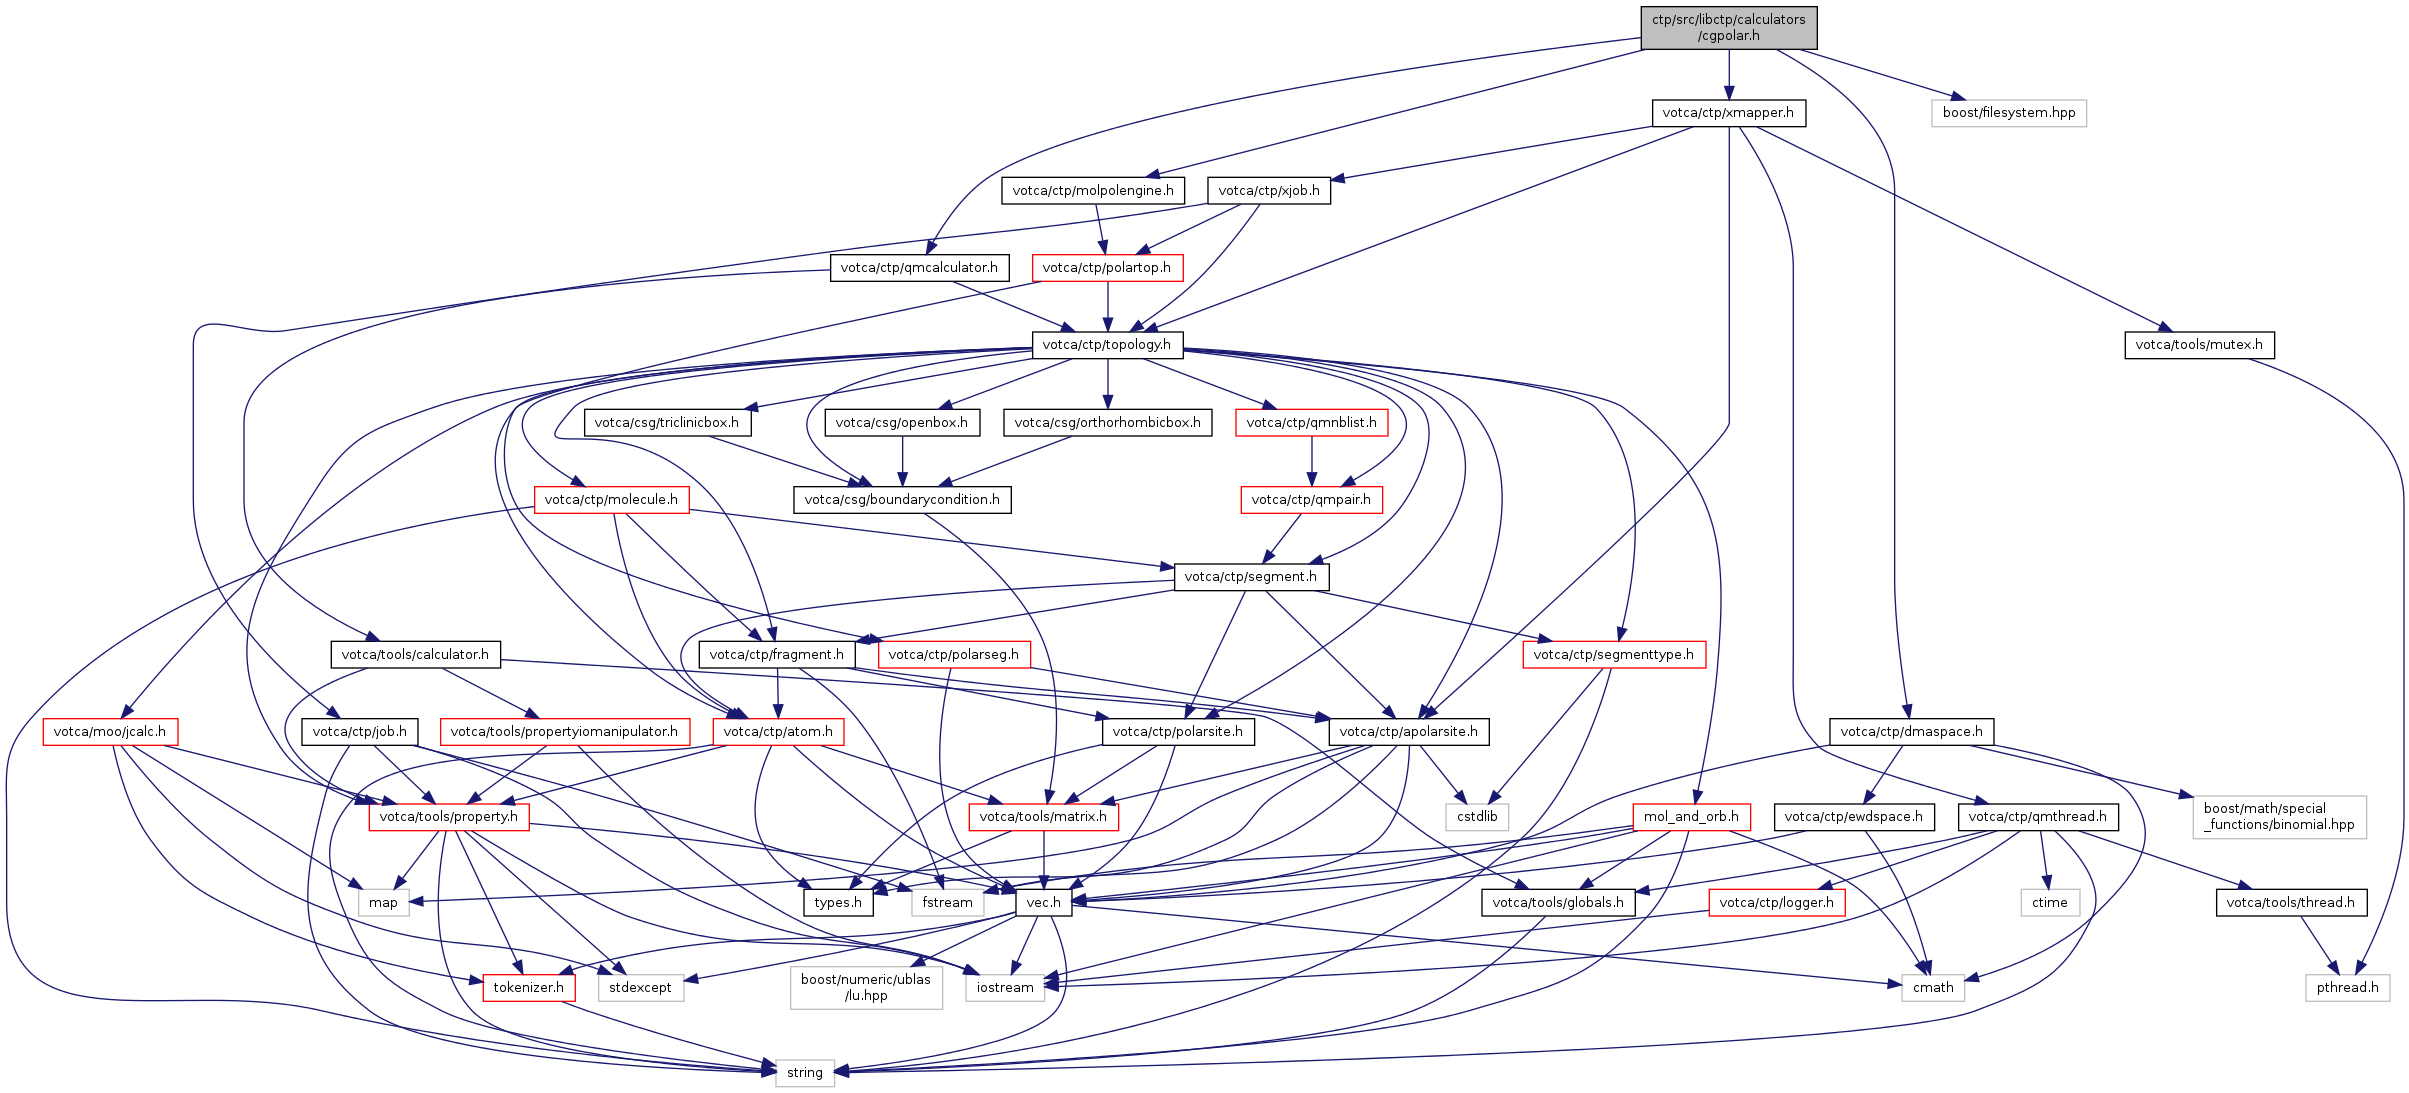 ctp/src/libctp/calculators
/cgpolar.h
votca/ctp/xmapper.h
boost/filesystem.hpp
votca/ctp/molpolengine.h
votca/ctp/xjob.h
votca/ctp/qmcalculator.h
votca/ctp/polartop.h
votca/ctp/topology.h
votca/tools/mutex.h
votca/csg/triclinicbox.h
votca/csg/openbox.h
votca/csg/orthorhombicbox.h
votca/ctp/qmnblist.h
votca/ctp/molecule.h
votca/csg/boundarycondition.h
votca/ctp/qmpair.h
votca/ctp/segment.h
votca/tools/calculator.h
votca/ctp/fragment.h
votca/ctp/polarseg.h
votca/ctp/segmenttype.h
votca/moo/jcalc.h
votca/ctp/job.h
votca/tools/propertyiomanipulator.h
votca/ctp/atom.h
votca/ctp/polarsite.h
votca/ctp/apolarsite.h
votca/ctp/dmaspace.h
votca/tools/property.h
votca/tools/matrix.h
cstdlib
mol_and_orb.h
votca/ctp/ewdspace.h
votca/ctp/qmthread.h
boost/math/special
_functions/binomial.hpp
map
types.h
fstream
vec.h
votca/tools/globals.h
votca/ctp/logger.h
ctime
votca/tools/thread.h
tokenizer.h
stdexcept
boost/numeric/ublas
/lu.hpp
iostream
cmath
pthread.h
string